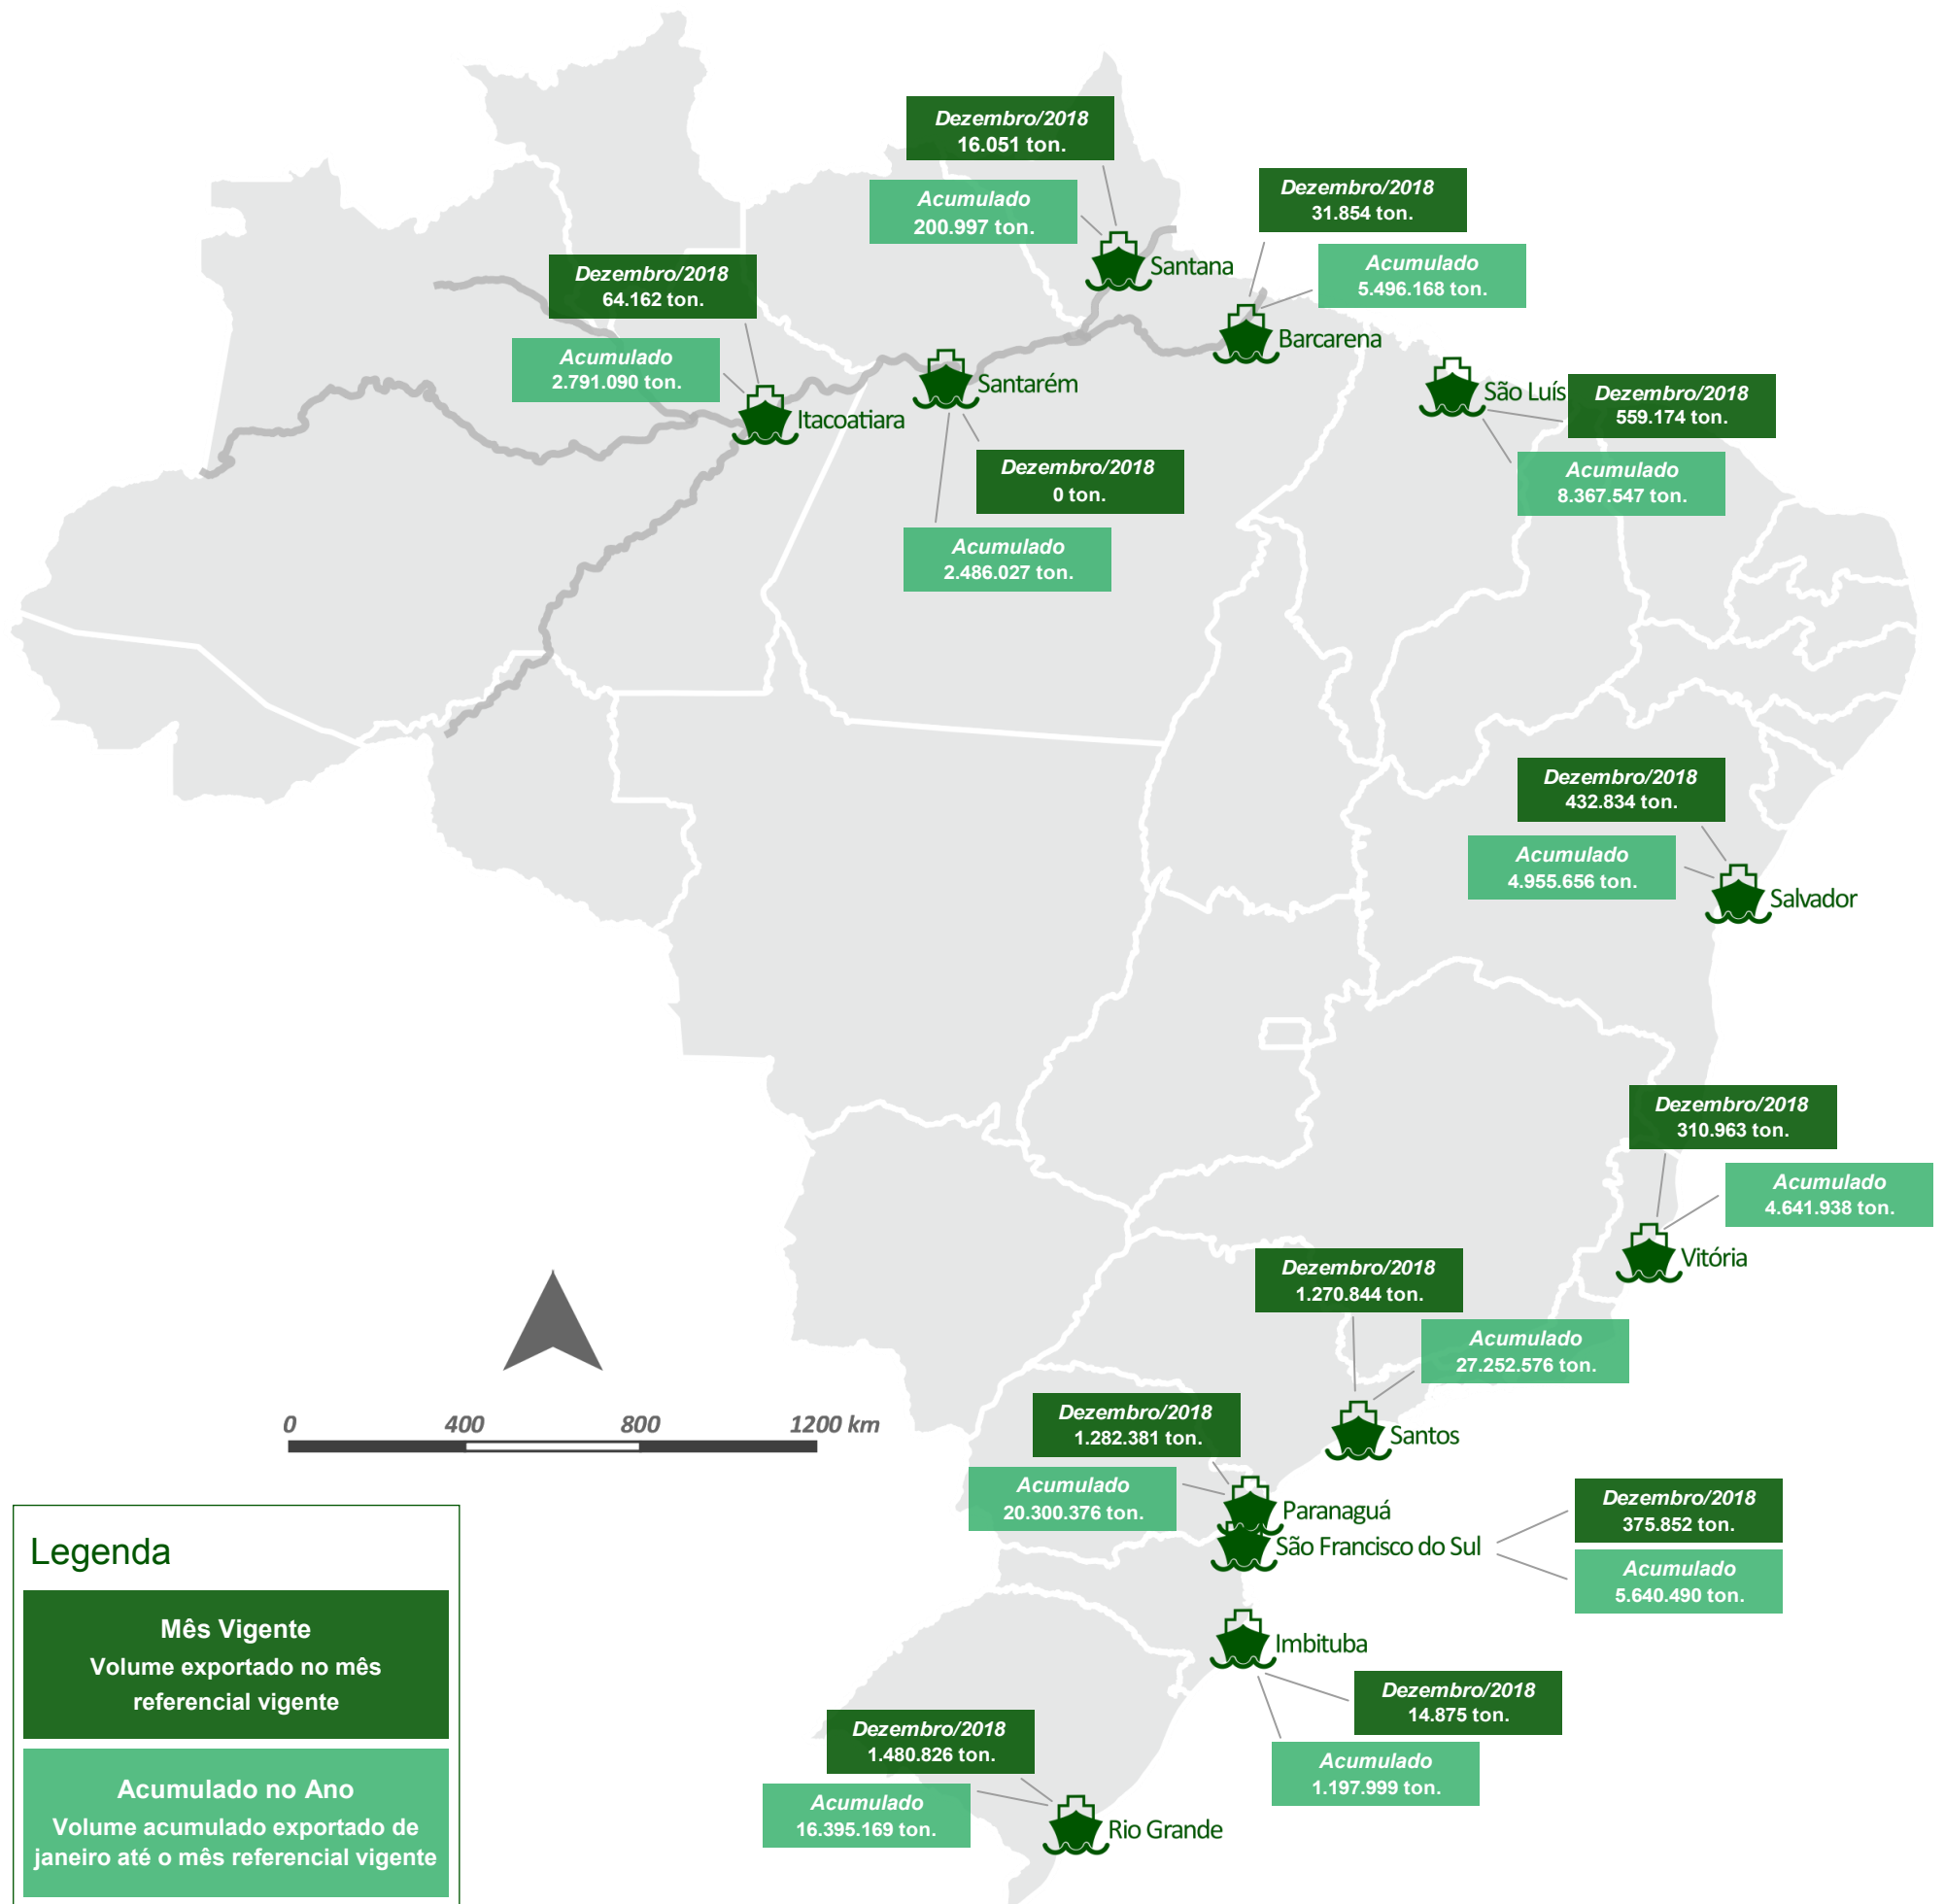 Dezembro/2018
16.051 ton.
Acumulado
200.997 ton.
Santana
Dezembro/2018
31.854 ton.
Acumulado
5.496.168 ton.
Barcarena
Dezembro/2018
64.162 ton.
Acumulado
2.791.090 ton.
Itacoatiara
Santarém
Dezembro/2018
0 ton.
Acumulado
2.486.027 ton.
São Luís
Dezembro/2018
559.174 ton.
Acumulado
8.367.547 ton.
Dezembro/2018
432.834 ton.
Acumulado
4.955.656 ton.
Salvador
Dezembro/2018
310.963 ton.
Acumulado
4.641.938 ton.
Vitória
Dezembro/2018
1.270.844 ton.
Acumulado
27.252.576 ton.
Santos
Dezembro/2018
1.282.381 ton.
Acumulado
20.300.376 ton.
Paranaguá
São Francisco do Sul
Dezembro/2018
375.852 ton.
Acumulado
5.640.490 ton.
Imbituba
Dezembro/2018
14.875 ton.
Acumulado
1.197.999 ton.
Dezembro/2018
1.480.826 ton.
Acumulado
16.395.169 ton.
Rio Grande
0 400 800 1200 km
Legenda
Mês Vigente
Volume exportado no mês
referencial vigente
Acumulado no Ano
Volume acumulado exportado de
janeiro até o mês referencial vigente